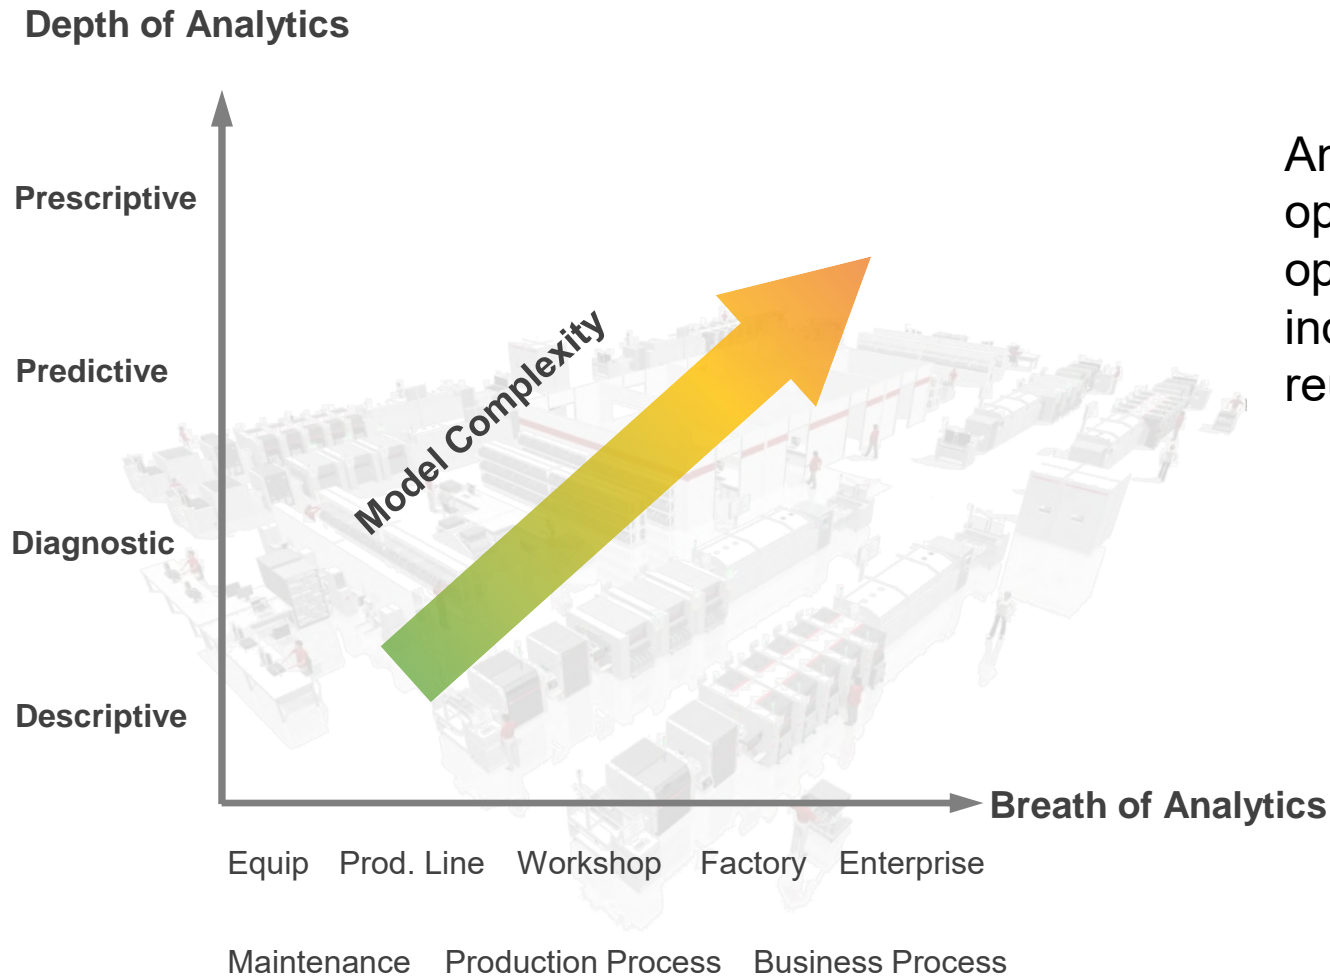 Depth of Analytics
Prescriptive
Predictive
Diagnostic
Descriptive
Model Complexity
Breath of Analytics
Equip Prod. Line Workshop Factory Enterprise
Maintenance Production Process Business Process